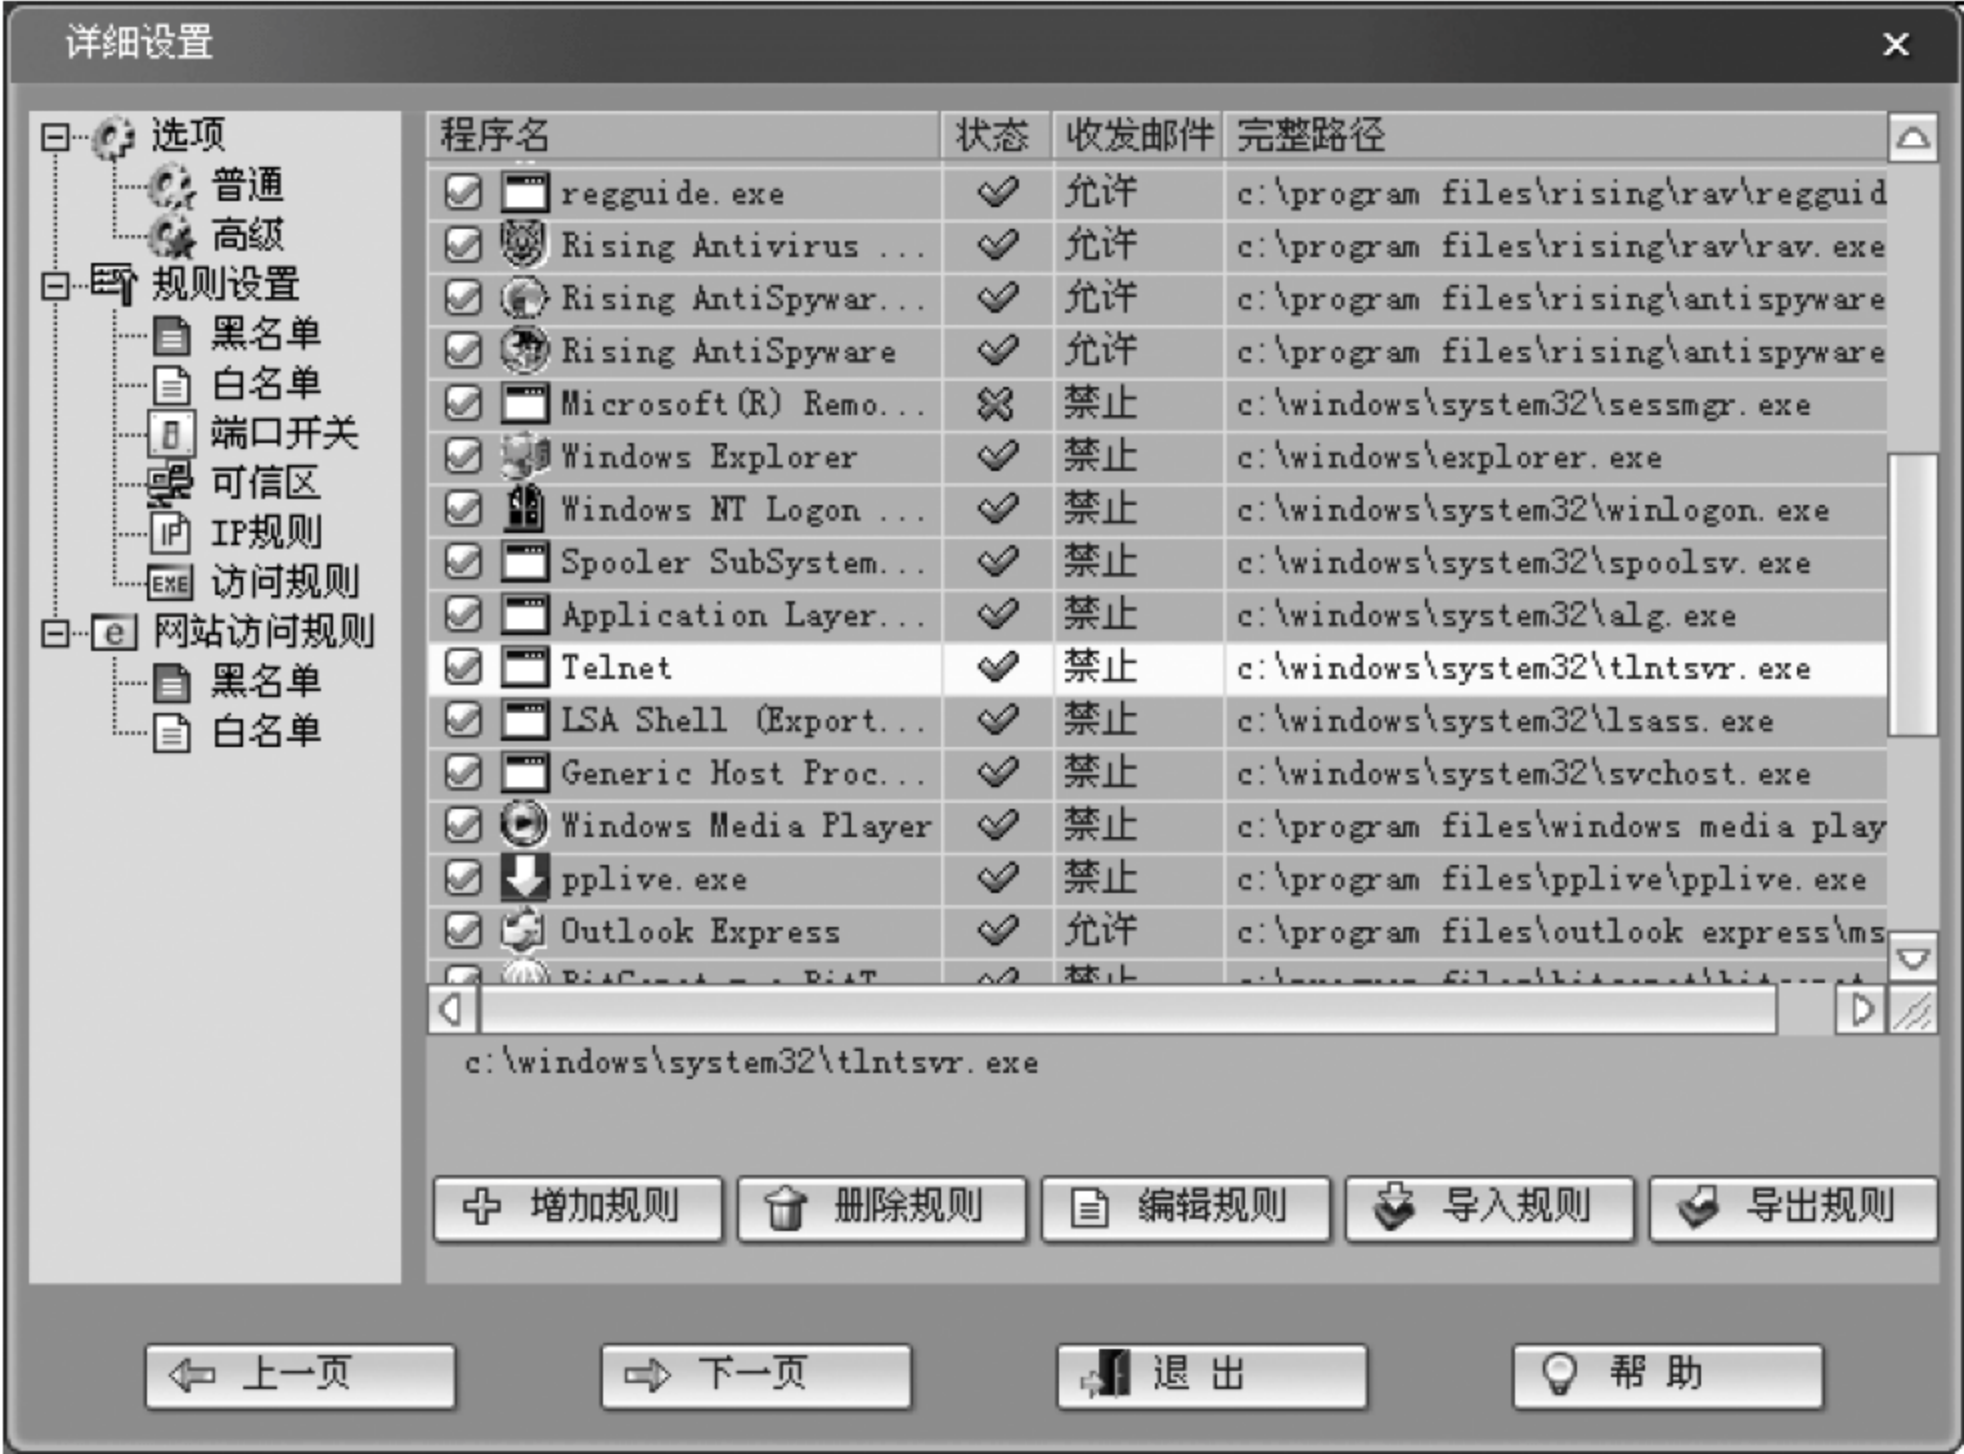 详细设置
选项
普通
高级
规则设置
黑名单
白名单
端口开关
可信区
IP规则
EXE 访问规则
网站访问规则
黑名单
白名单
程序名 状态 收发邮件 完整路径
regguide.exe 允许 c:\program files\rising\rav\regguid
Rising Antivirus ... 允许 c:\program files\rising\rav\rav.exe
Rising AntiSpywar... 允许 c:\program files\rising\antispyware
Rising AntiSpyware 允许 c:\program files\rising\antispyware
Microsoft(R) Remo... 禁止 c:\windows\system32\sessmgr.exe
Windows Explorer 禁止 c:\windows\explorer.exe
Windows NT Logon ... 禁止 c:\windows\system32\winlogon.exe
Spooler SubSystem... 禁止 c:\windows\system32\spoolsv.exe
Application Layer... 禁止 c:\windows\system32\alg.exe
Telnet 禁止 c:\windows\system32\tlntsvr.exe
LSA Shell (Export... 禁止 c:\windows\system32\lsass.exe
Generic Host Proc... 禁止 c:\windows\system32\svchost.exe
Windows Media Player 禁止 c:\program files\windows media play
pplive.exe 禁止 c:\program files\pplive\pplive.exe
Outlook Express 允许 c:\program files\outlook express\ms
禁止
c:\windows\system32\tlntsvr.exe
增加规则 删除规则 编辑规则 导入规则 导出规则
上一页 下一页 退出 帮助